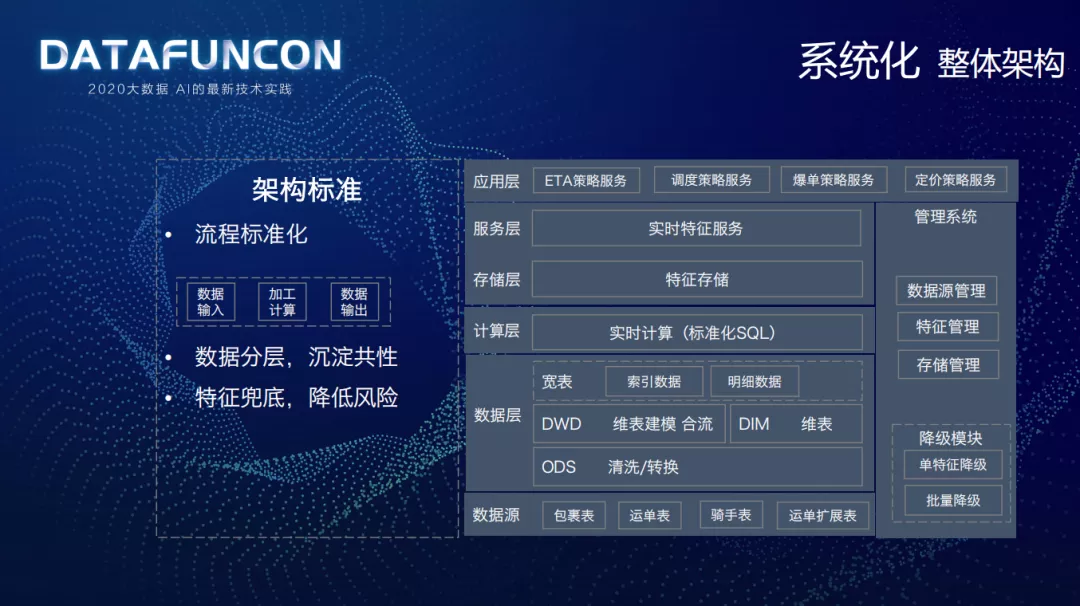 DATAFUNCON
2020大数据 AI的最新技术实践
系统化 整体架构
架构标准
• 流程标准化
数据输入
加工计算
数据输出
• 数据分层，沉淀共性
• 特征兜底，降低风险
应用层 ETA策略服务 调度策略服务 爆单策略服务 定价策略服务
服务层 实时特征服务
存储层 特征存储
计算层 实时计算（标准化SQL）
数据层
宽表 索引数据 明细数据
DWD 维表建模 合流 DIM 维表
ODS 清洗/转换
数据源 包裹表 运单表 骑手表 运单扩展表
管理系统
数据源管理
特征管理
存储管理
降级模块
单特征降级
批量降级